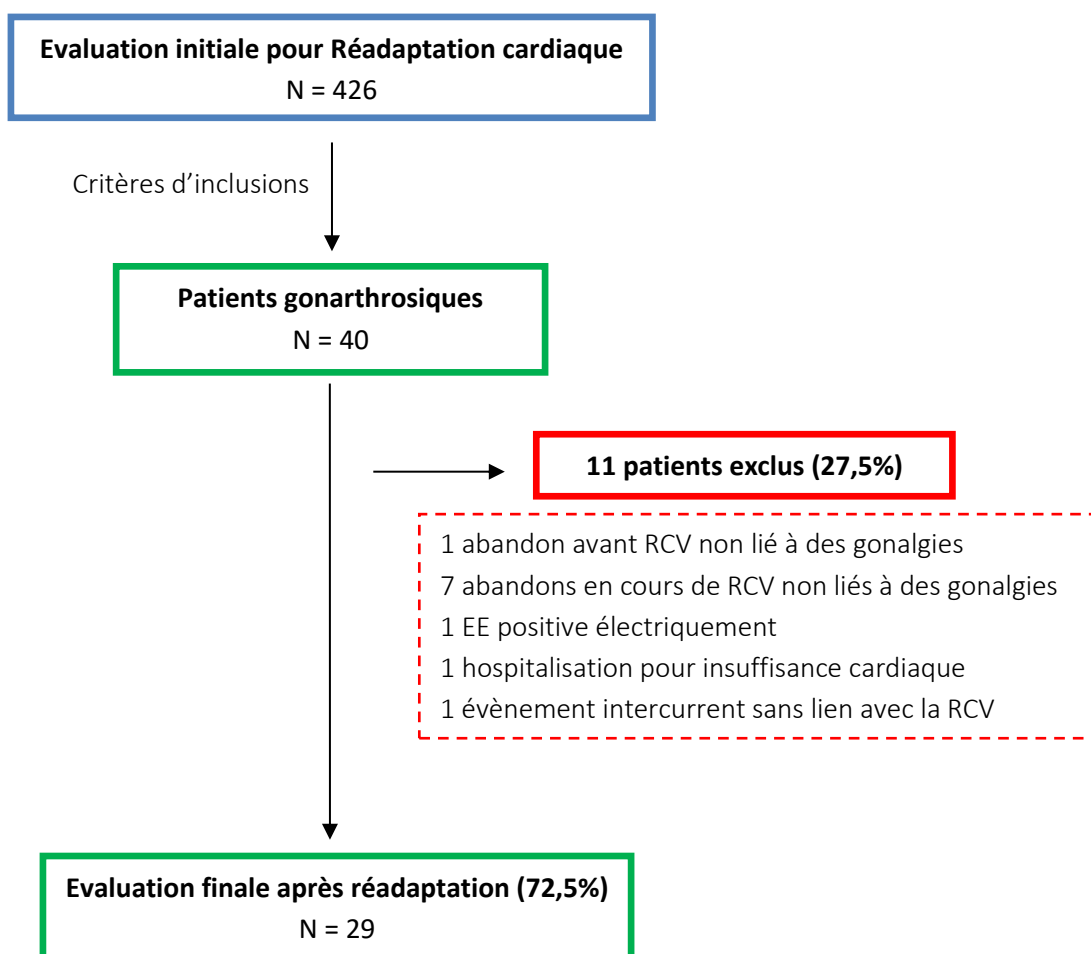 Evaluation initiale pour Réadaptation cardiaque
N = 426
Critères d’inclusions
Patients gonarthrosiques
N = 40
11 patients exclus (27,5%)
1 abandon avant RCV non lié à des gonalgies
7 abandons en cours de RCV non liés à des gonalgies
1 EE positive électriquement
1 hospitalisation pour insuffisance cardiaque
1 évènement intercurrent sans lien avec la RCV
Evaluation finale après réadaptation (72,5%)
N = 29